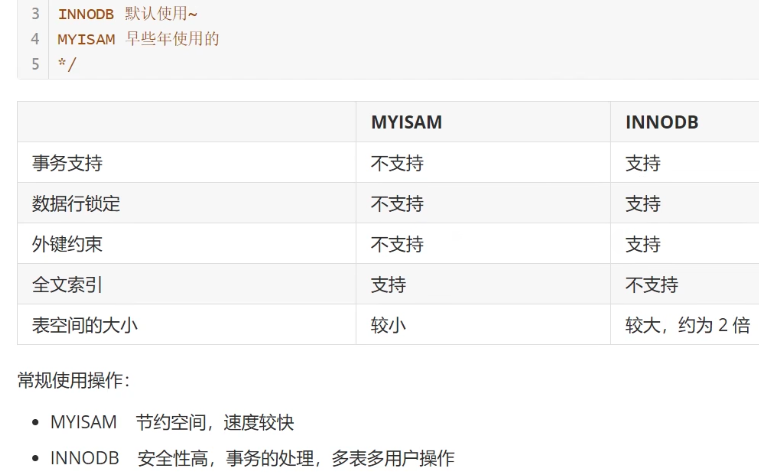 3 INNODB 默认使用~
4 MYISAM 早些年使用的
5 */
MYISAM INNODB
事务支持 不支持 支持
数据行锁定 不支持 支持
外键约束 不支持 支持
全文索引 支持 不支持
表空间的大小 较小 较大，约为 2 倍
常规使用操作：
• MYISAM 节约空间，速度较快
• INNODB 安全性高，事务的处理，多表多用户操作